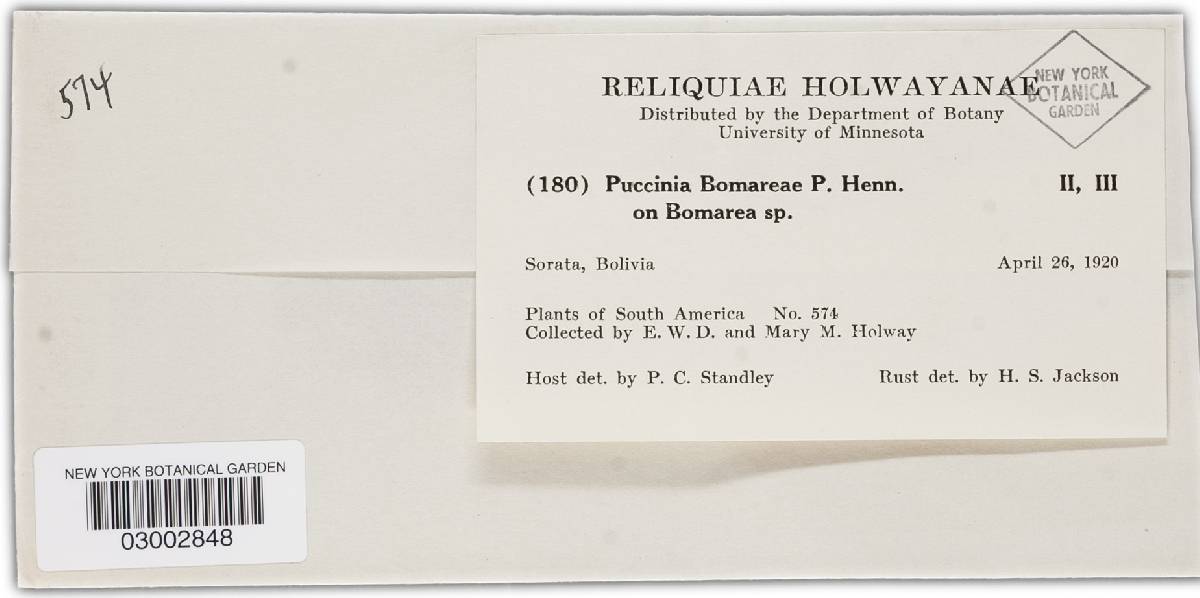 574
RELIQUIAE HOLWAYANAE
NEW YORK
BOTANICAL
GARDEN
Distributed by the Department of Botany
University of Minnesota
(180) Puccinia Bomareae P. Henn. II, III
on Bomarea sp.
Sorata, Bolivia April 26, 1920
Plants of South America No. 574
Collected by E. W. D. and Mary M. Holway
Host det. by P. C. Standley Rust det. by H. S. Jackson
NEW YORK BOTANICAL GARDEN
03002848